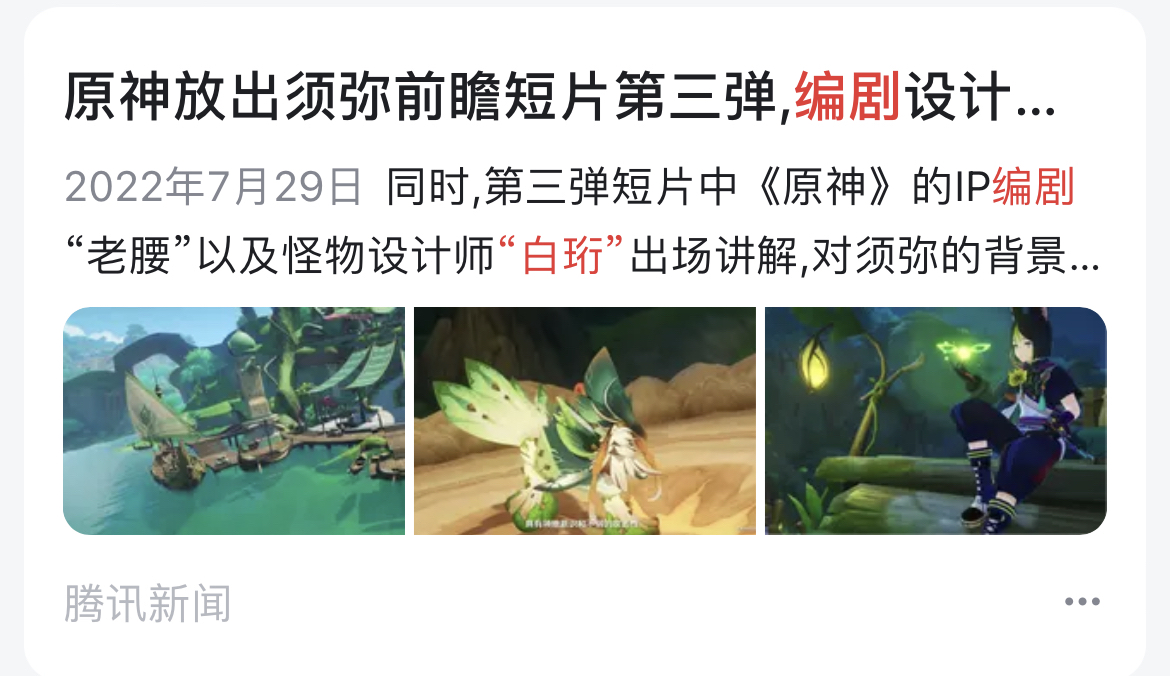 原神放出须弥前瞻短片第三弹,编剧设计...
2022年7月29日 同时,第三弹短片中《原神》的IP编剧
“老腰”以及怪物设计师“白珩”出场讲解,对须弥的背景...
腾讯新闻